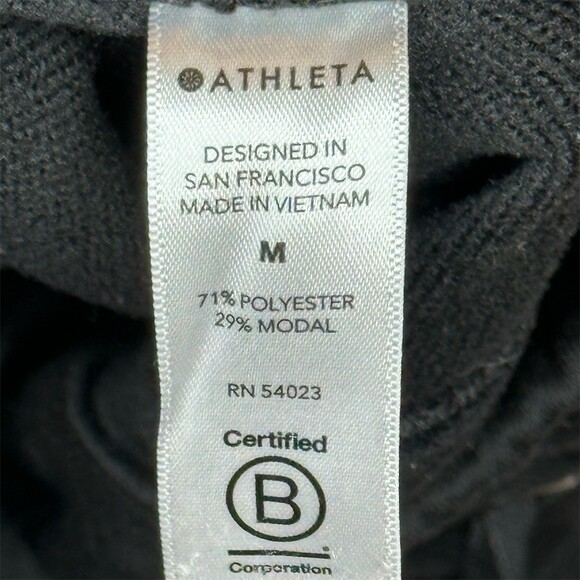 ATHLETA
DESIGNED IN
SAN FRANCISCO
MADE IN VIETNAM
M
71% POLYESTER
29% MODAL
RN 54023
Certified
B
Corporation